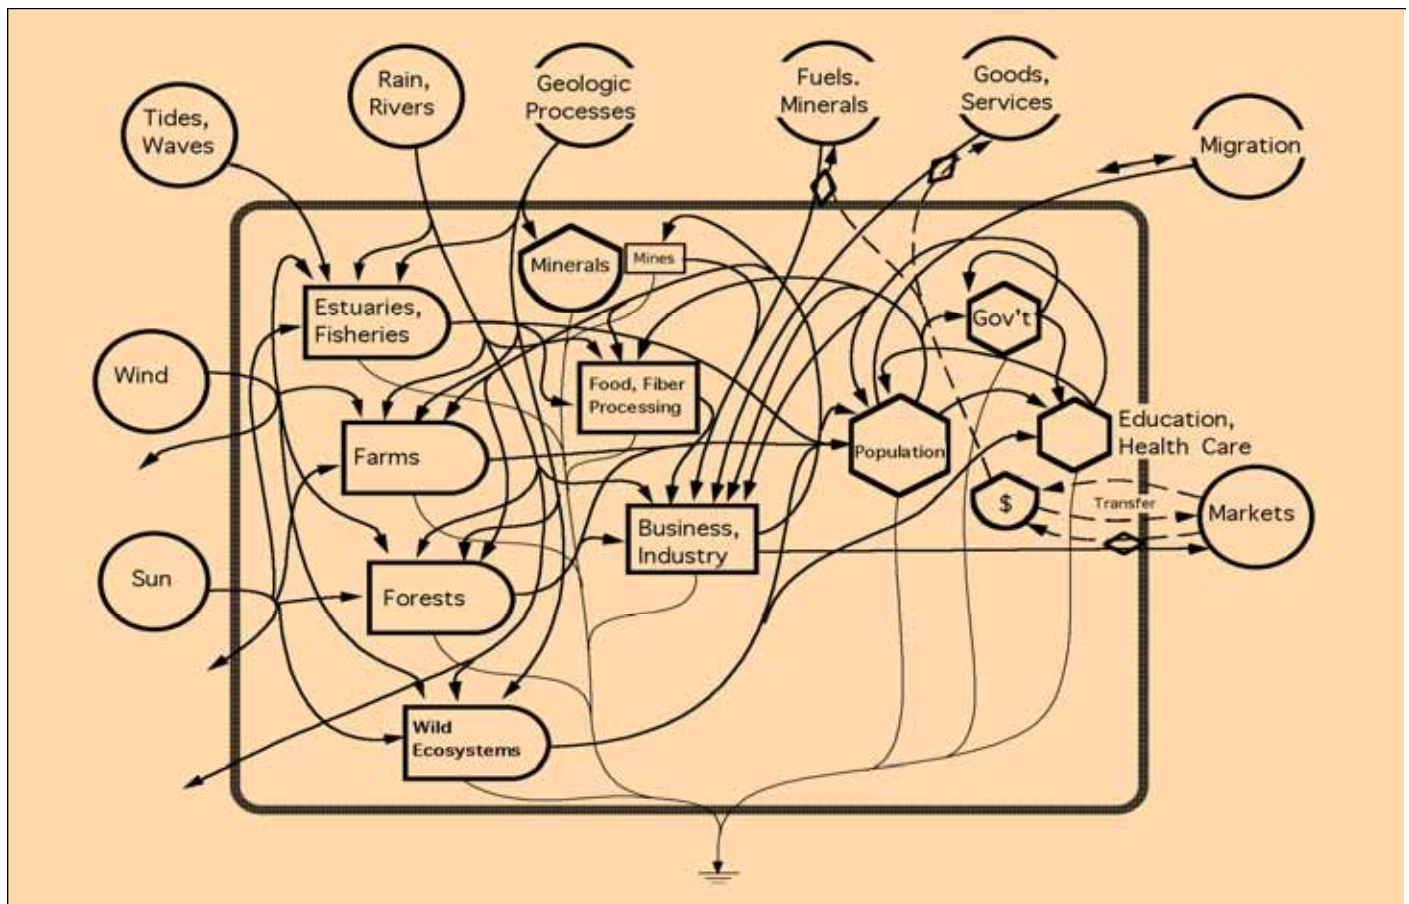 Tides,
Waves
Rain,
Rivers
Geologic
Processes
Fuels.
Minerals
Goods,
Services
Migration
Minerals
Mines
Estuaries,
Fisheries
Gov't
Wind
Food, Fiber
Processing
Farms
Population
Education,
Health Care
$
Transfer
Markets
Business,
Industry
Sun
Forests
Wild
Ecosystems